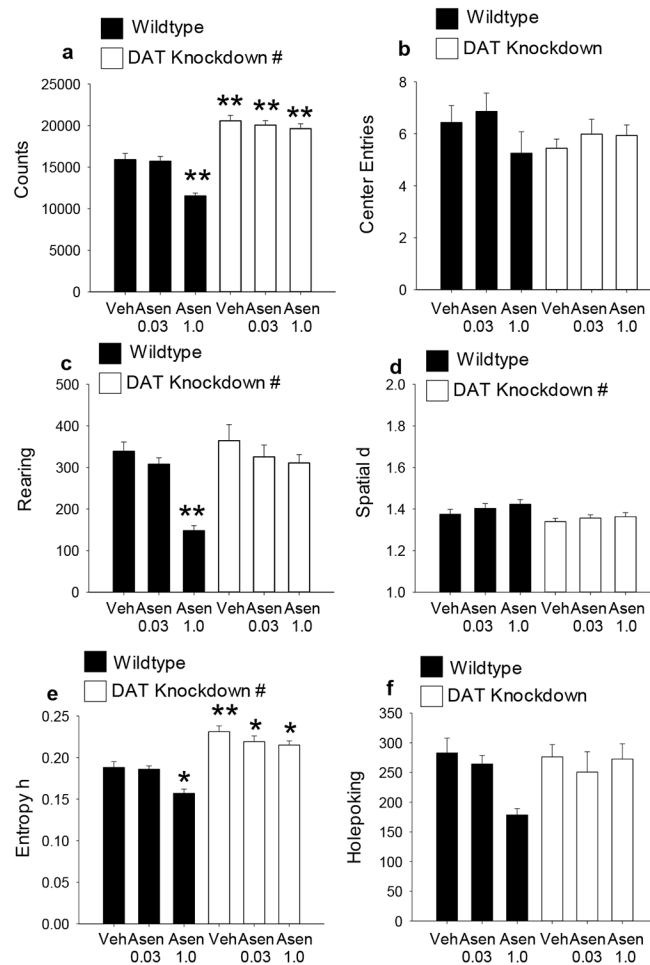 a
Wildtype
DAT Knockdown #
25000
20000
15000
10000
5000
0
Counts
**
**
**
**
Veh Asen Asen Veh Asen Asen
0.03 1.0 0.03 1.0
b
Wildtype
DAT Knockdown
8
6
4
2
0
Center Entries
Veh Asen Asen Veh Asen Asen
0.03 1.0 0.03 1.0
c
Wildtype
DAT Knockdown #
500
400
300
200
100
0
Rearing
**
Veh Asen Asen Veh Asen Asen
0.03 1.0 0.03 1.0
d
Wildtype
DAT Knockdown #
2.0
1.8
1.6
1.4
1.2
1.0
Spatial d
Veh Asen Asen Veh Asen Asen
0.03 1.0 0.03 1.0
e
Wildtype
DAT Knockdown #
0.25
0.20
0.15
0.10
0.05
0.00
Entropy h
*
**
*
*
Veh Asen Asen Veh Asen Asen
0.03 1.0 0.03 1.0
f
Wildtype
DAT Knockdown
350
300
250
200
150
100
50
0
Holepoking
Veh Asen Asen Veh Asen Asen
0.03 1.0 0.03 1.0